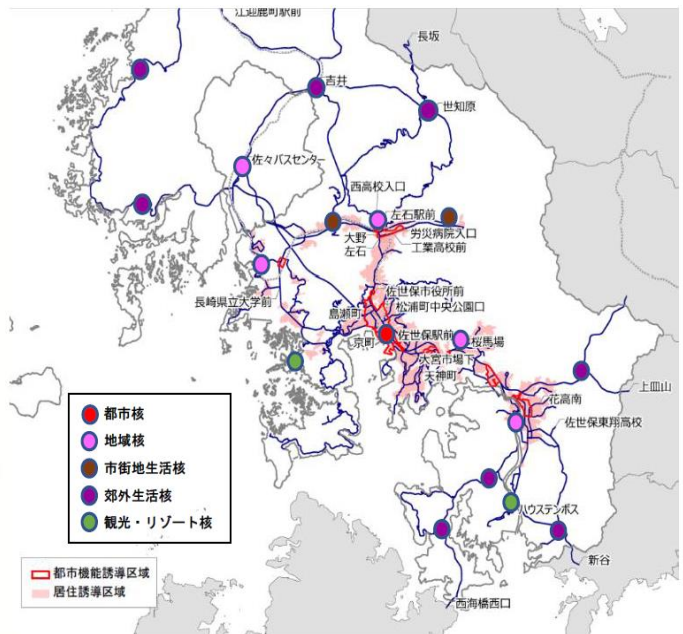 江迎鹿町駅前
長坂
吉井
世知原
佐々バスセンター
西高校入口
左石駅前
大野
左石
労災病院入口
工業高校前
長崎県立大学前
佐世保市役所前
松浦町中央公園口
島瀬町
京町
佐世保駅前
桜馬場
大宮市場下
天神町
上皿山
花高南
佐世保東翔高校
ハウステンボス
新谷
西海橋西口
都市核
地域核
市街地生活核
郊外生活核
観光・リゾート核
都市機能誘導区域
居住誘導区域